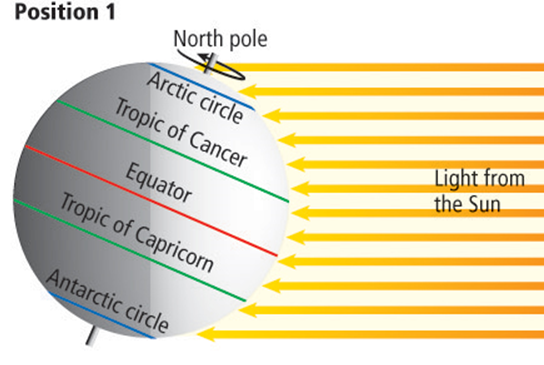 Position 1
North pole
Arctic circle
Tropic of Cancer
Equator
Tropic of Capricorn
Antarctic circle
Light from
the Sun